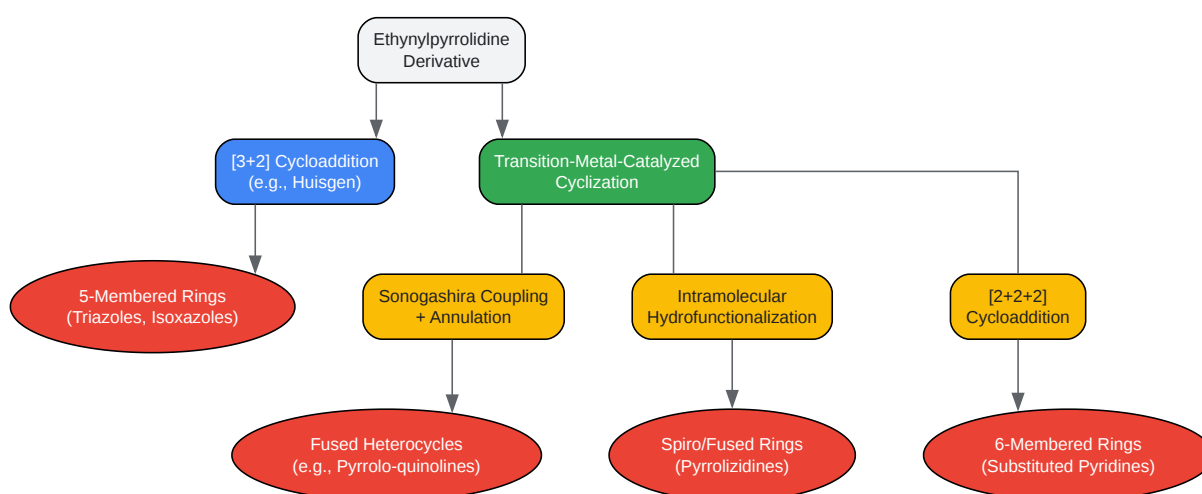 Ethynylpyrrolidine
Derivative
[3+2] Cycloaddition
(e.g., Huisgen)
Transition-Metal-Catalyzed
Cyclization
5-Membered Rings
(Triazoles, Isoxazoles)
Sonogashira Coupling
+ Annulation
Intramolecular
Hydrofunctionalization
[2+2+2]
Cycloaddition
Fused Heterocycles
(e.g., Pyrrolo-quinolines)
Spiro/Fused Rings
(Pyrrolizidines)
6-Membered Rings
(Substituted Pyridines)